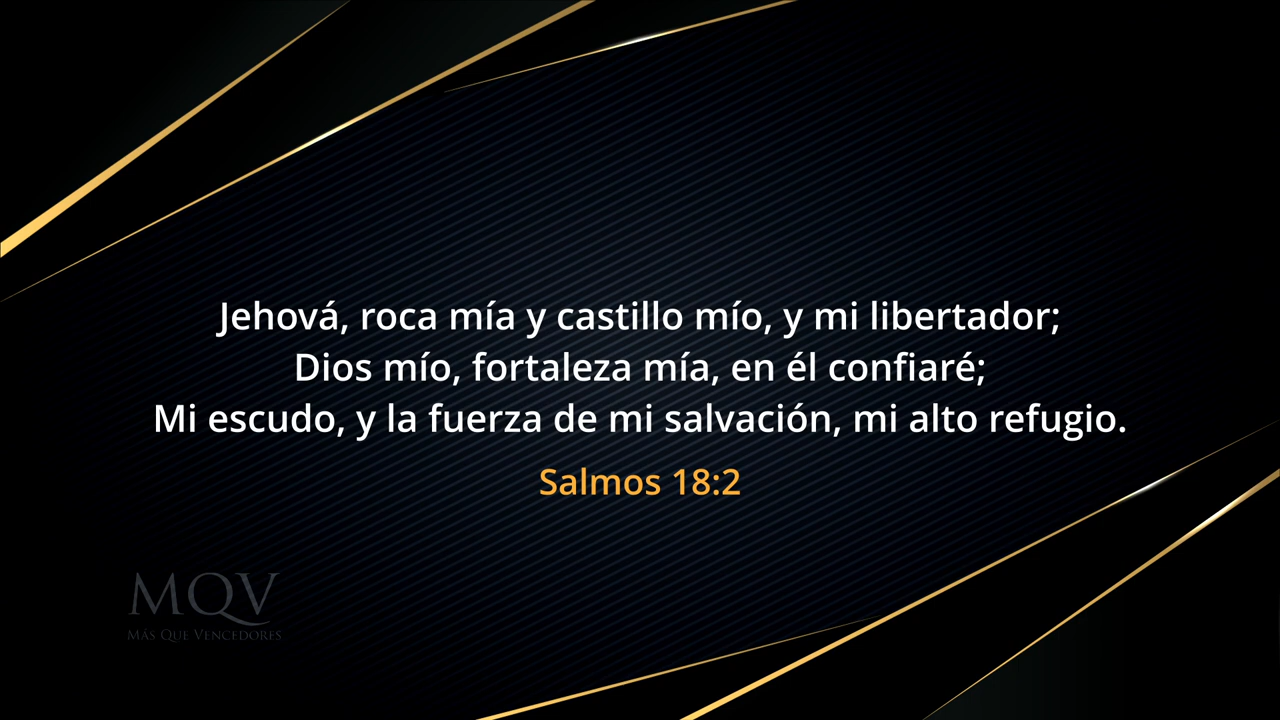 Jehová, roca mía y castillo mío, y mi libertador;
Dios mío, fortaleza mía, en él confiaré;
Mi escudo, y la fuerza de mi salvación, mi alto refugio.
Salmos 18:2
MQV
Más Que Vencedores